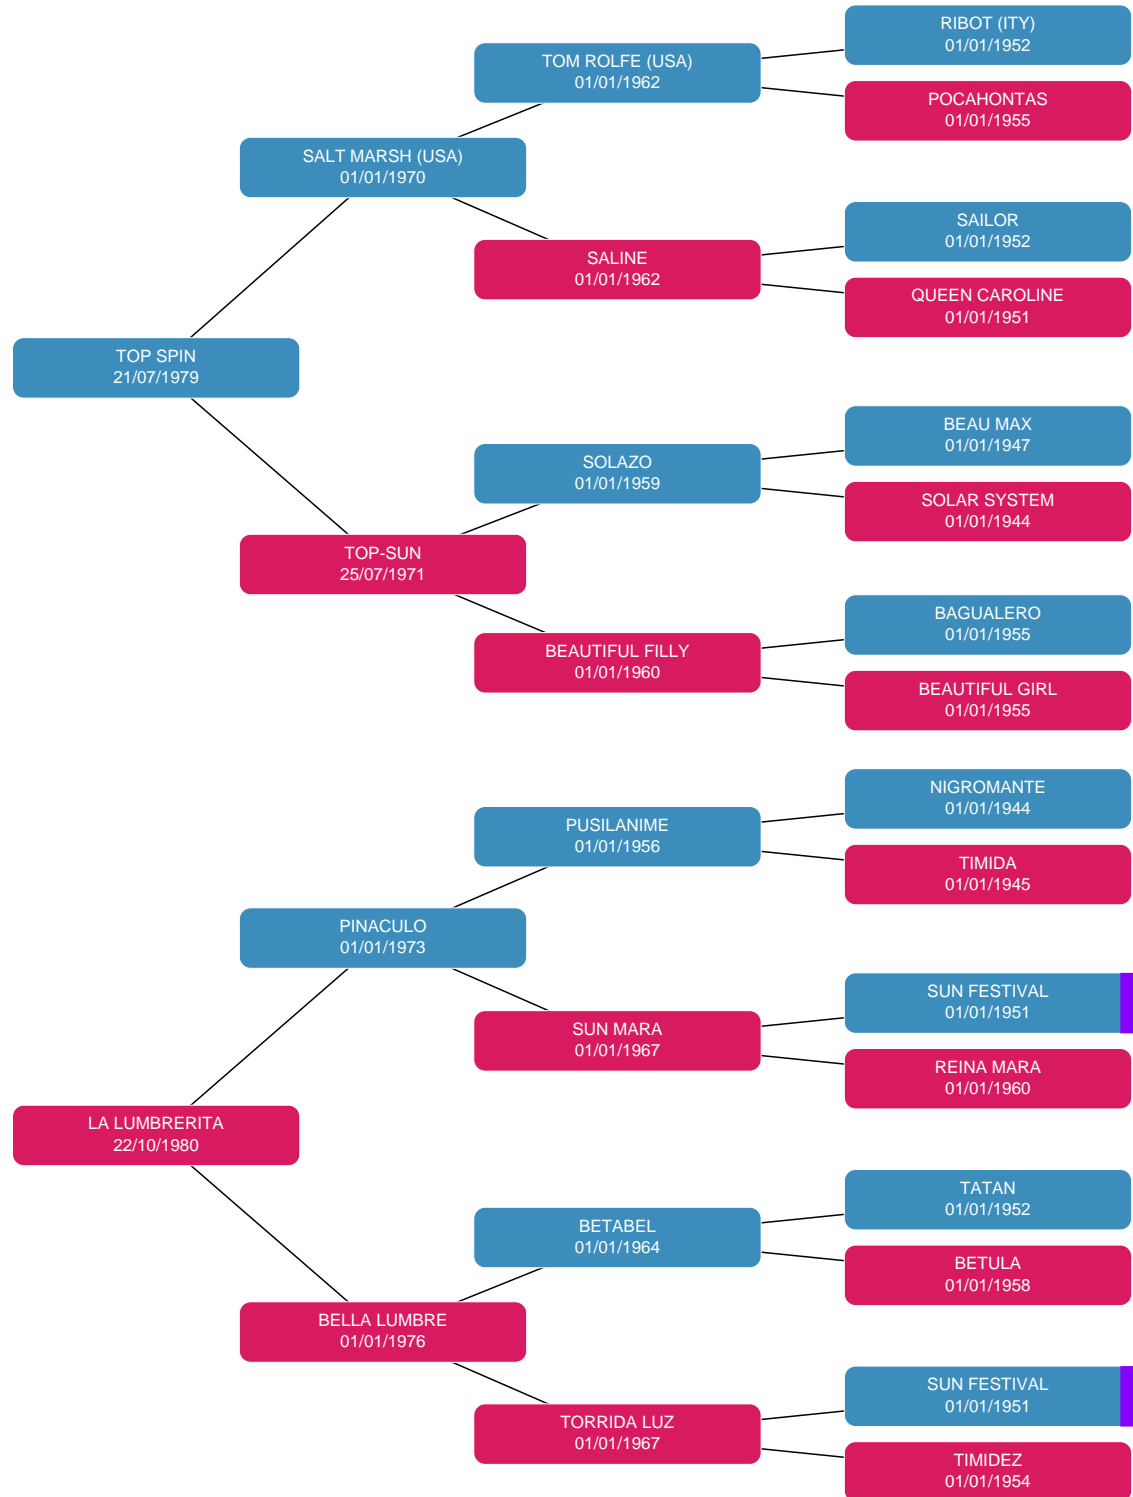 RIBOT (ITY)
01/01/1952
TOM ROLFE (USA)
01/01/1962
POCAHONTAS
01/01/1955
SALT MARSH (USA)
01/01/1970
SAILOR
01/01/1952
SALINE
01/01/1962
QUEEN CAROLINE
01/01/1951
TOP SPIN
21/07/1979
BEAU MAX
01/01/1947
SOLAZO
01/01/1959
SOLAR SYSTEM
01/01/1944
TOP-SUN
25/07/1971
BAGUALERO
01/01/1955
BEAUTIFUL FILLY
01/01/1960
BEAUTIFUL GIRL
01/01/1955
NIGROMANTE
01/01/1944
PUSILANIME
01/01/1956
TIMIDA
01/01/1945
PINACULO
01/01/1973
SUN FESTIVAL
01/01/1951
SUN MARA
01/01/1967
REINA MARA
01/01/1960
LA LUMBRERITA
22/10/1980
TATAN
01/01/1952
BETABEL
01/01/1964
BETULA
01/01/1958
BELLA LUMBRE
01/01/1976
SUN FESTIVAL
01/01/1951
TORRIDA LUZ
01/01/1967
TIMIDEZ
01/01/1954